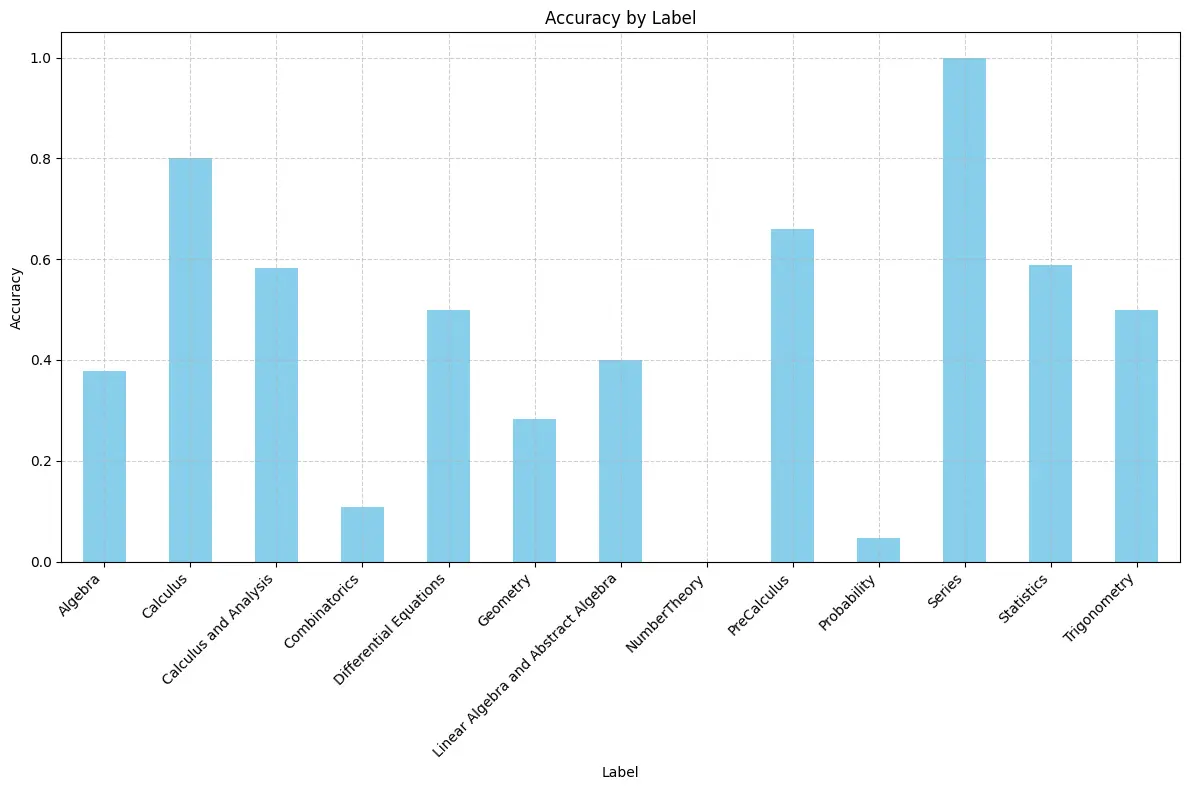 Accuracy by Label
Accuracy
1.0
0.8
0.6
0.4
0.2
0.0
Algebra
Calculus
Calculus and Analysis
Combinatorics
Differential Equations
Geometry
Linear Algebra and Abstract Algebra
NumberTheory
PreCalculus
Probability
Series
Statistics
Trigonometry
Label